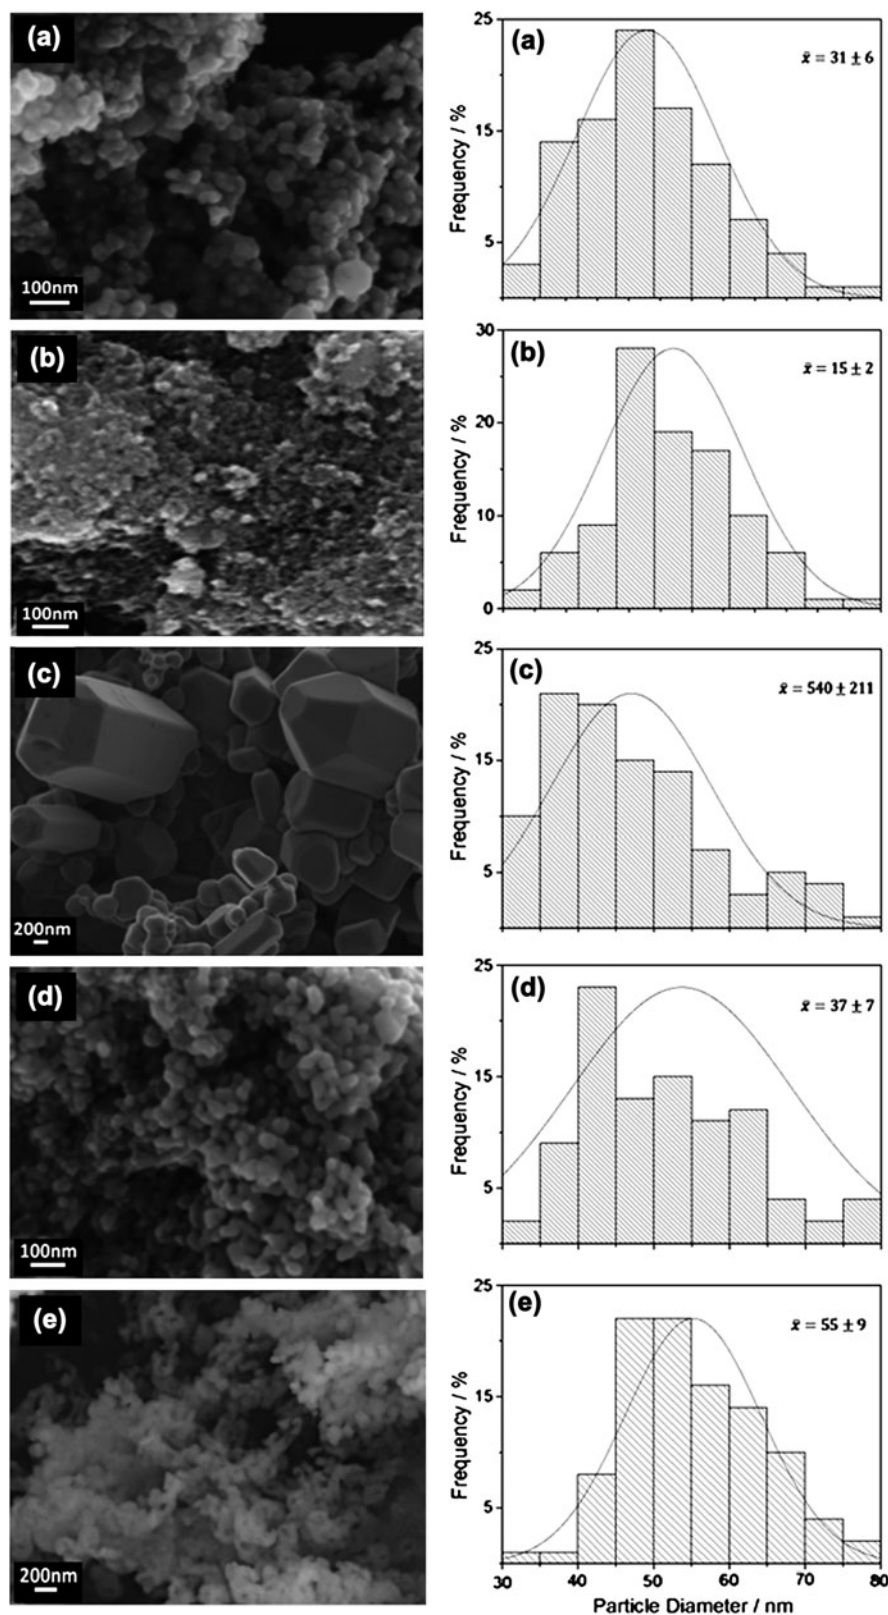 (a)
100nm
(a)
x̄ = 31 ± 6
25
15
5
Frequency / %
(b)
100nm
(b)
x̄ = 15 ± 2
30
20
10
0
Frequency / %
(c)
200nm
(c)
x̄ = 540 ± 211
25
15
5
Frequency / %
(d)
100nm
(d)
x̄ = 37 ± 7
25
15
5
Frequency / %
(e)
200nm
(e)
x̄ = 55 ± 9
25
15
5
Frequency / %
30 40 50 60 70 80
Particle Diameter / nm